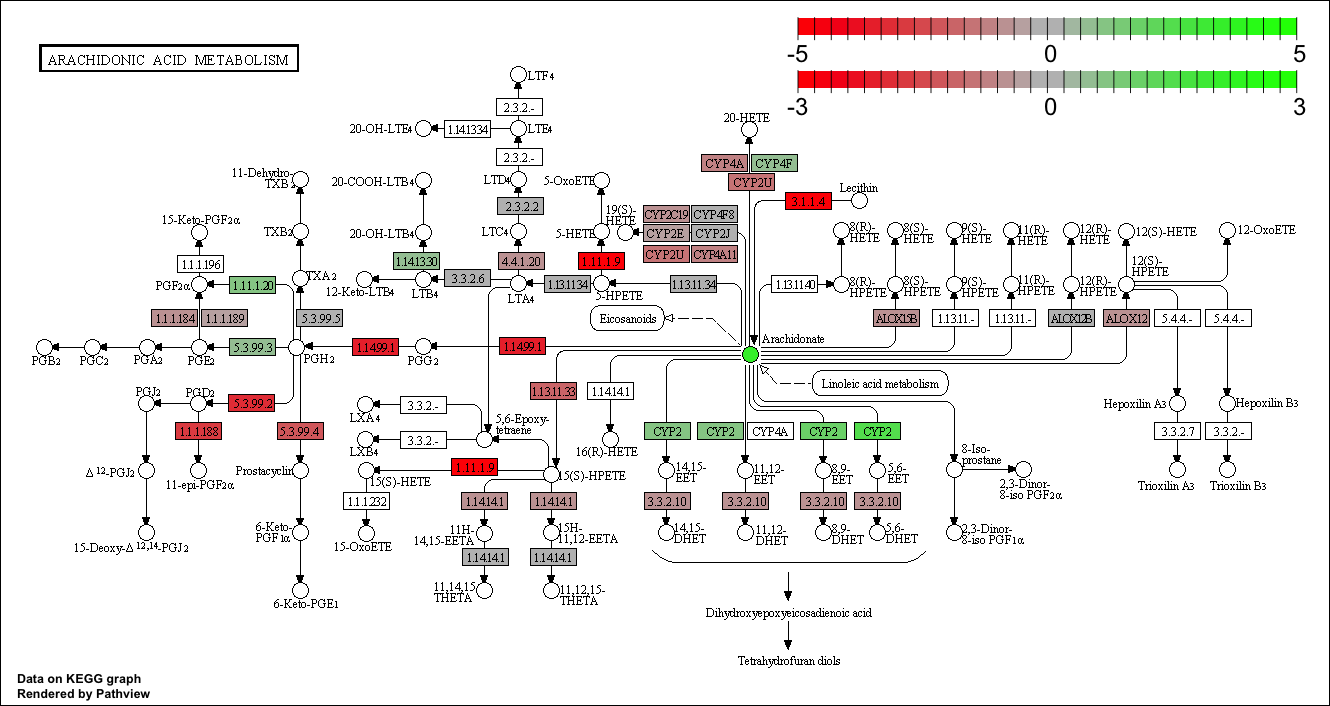 -5
0
5
-3
0
3
ARACHIDONIC ACID METABOLISM
LTF4
2.3.2.-
20-OH-LTE4
1.14.13.34
LTE4
2.3.2.-
20-HETE
CYP4A
CYP4F
CYP2U
11-Dehydro-
TXB2
20-COOH-LTB4
LTD4
5-OxoETE
3.1.1.4
Lecithin
15-Keto-PGF2α
2.3.2.2
19(S)-
HETE
CYP2C19
CYP4F8
CYP2E
CYP2J
CYP2U
CYP4A11
TXB2
20-OH-LTB4
LTC4
5-HETE
8(R)-
HETE
8(S)-
HETE
9(S)-
HETE
11(R)-
HETE
12(R)-
HETE
12(S)-HETE
12-OxoETE
1.1.1.196
1.14.13.30
4.4.1.20
1.11.1.9
12(S)-
HPETE
PGF2α
1.11.1.20
TXA2
12-Keto-LTB4
LTB4
3.3.2.6
LTA4
1.13.11.34
5-HPETE
1.13.11.34
1.13.11.40
8(R)-
HPETE
8(S)-
HPETE
9(S)-
HPETE
11(R)-
HPETE
12(R)-
HPETE
1.1.1.184
1.1.1.189
5.3.99.5
Eicosanoids
ALOX15B
1.13.11.-
1.13.11.-
ALOX12B
ALOX12
5.4.4.-
5.4.4.-
Arachidonate
PGB2
PGC2
PGA2
PGE2
5.3.99.3
PGH2
1.14.99.1
PGG2
1.14.99.1
Linoleic acid metabolism
PGJ2
PGD2
5.3.99.2
1.13.11.33
1.14.14.1
LXA4
3.3.2.-
5,6-Epoxy-
tetraene
Hepoxilin A3
Hepoxilin B3
1.1.1.188
5.3.99.4
LXB4
3.3.2.-
16(R)-HETE
CYP2
CYP2
CYP4A
CYP2
CYP2
3.3.2.7
3.3.2.-
8-Iso-
prostane
Δ12-PGJ2
11-epi-PGF2α
Prostacyclin
15(S)-HETE
1.11.1.9
15(S)-HPETE
14,15-
EET
11,12-
EET
8,9-
EET
5,6-
EET
2,3-Dinor-
8-iso PGF2α
Trioxilin A3
Trioxilin B3
1.1.1.232
1.14.14.1
1.14.14.1
3.3.2.10
3.3.2.10
3.3.2.10
3.3.2.10
15-Deoxy-Δ12,14-PGJ2
6-Keto-
PGF1α
15-OxoETE
11H-
14,15-EETA
15H-
11,12-EETA
14,15-
DHET
11,12-
DHET
8,9-
DHET
5,6-
DHET
2,3-Dinor-
8-iso PGF1α
1.14.14.1
1.14.14.1
6-Keto-PGE1
11,14,15-
THETA
11,12,15-
THETA
Dihydroxyepoxyeicosadienoic acid
Tetrahydrofuran diols
Data on KEGG graph
Rendered by Pathview